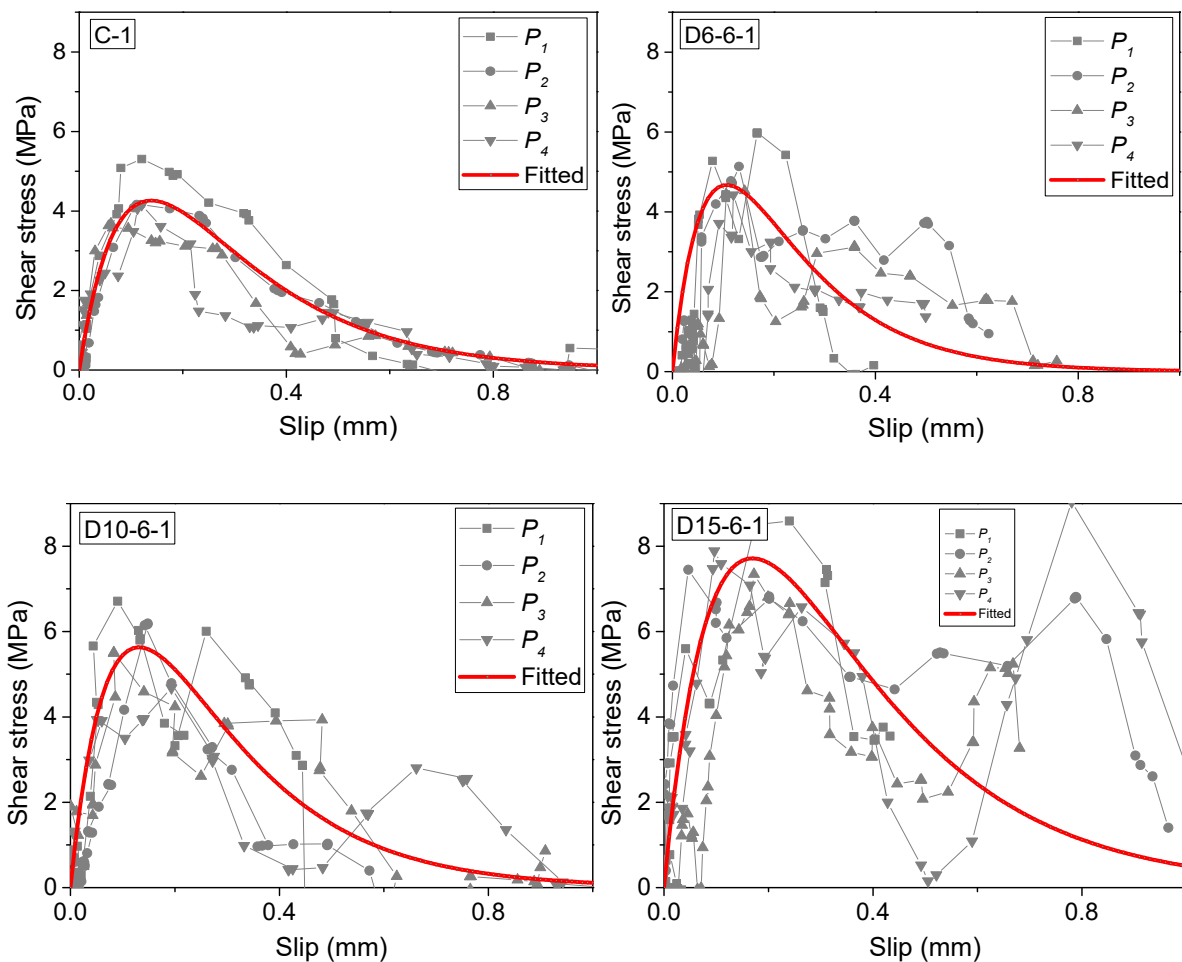 C-1
P1
P2
P3
P4
Fitted
8
6
4
2
0
Shear stress (MPa)
0.0
0.4
0.8
Slip (mm)
D6-6-1
P1
P2
P3
P4
Fitted
8
6
4
2
0
Shear stress (MPa)
0.0
0.4
0.8
Slip (mm)
D10-6-1
P1
P2
P3
P4
Fitted
8
6
4
2
0
Shear stress (MPa)
0.0
0.4
0.8
Slip (mm)
D15-6-1
P1
P2
P3
P4
Fitted
8
6
4
2
0
Shear stress (MPa)
0.0
0.4
0.8
Slip (mm)